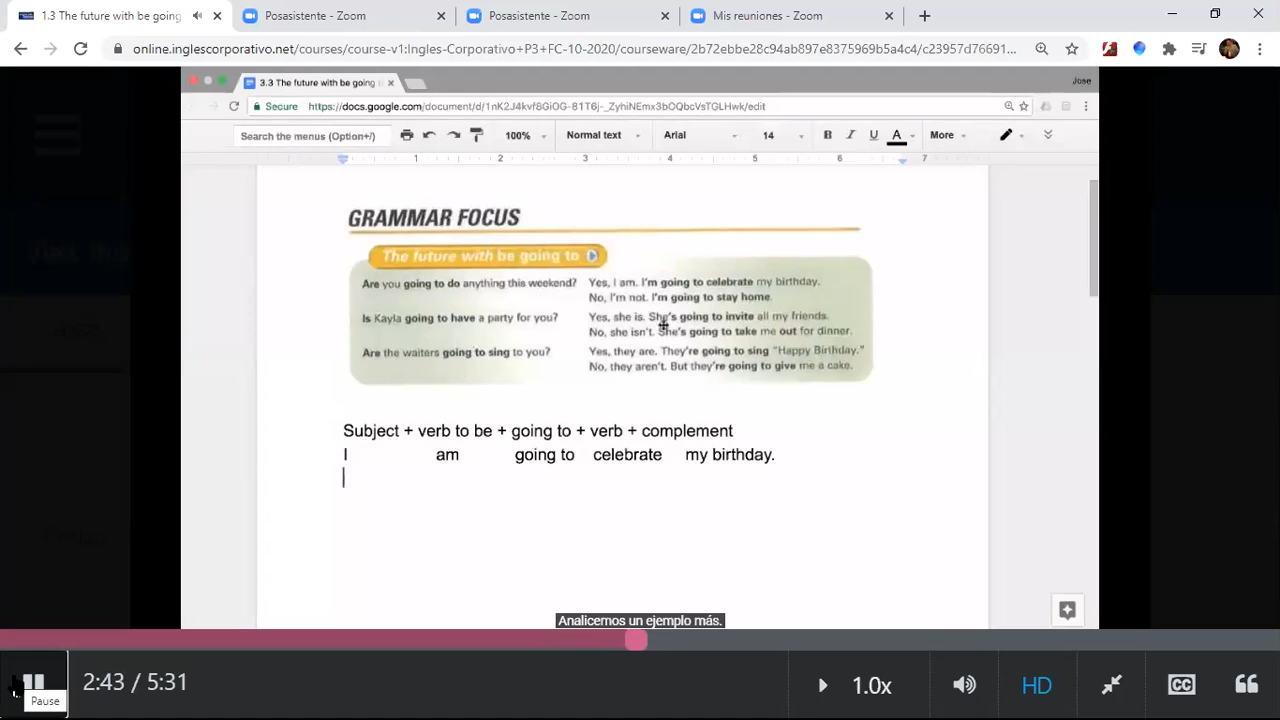 1.3 The future with be going
Posasistente - Zoom
Posasistente - Zoom
Mis reuniones - Zoom
online.inglescorporativo.net/courses/course-v1:Ingles-Corporativo+P3+FC-10-2020/courseware/2b72ebbe28c94ab897e8375969b5a4c4/c23957d76691...
3.3 The future with be going
Jose
Secure
https://docs.google.com/document/d/1nK2J4kvf8GiOG-81T6j-_ZyhiNEmx3bOQbcVsTGLHwk/edit
Search the menus (Option+/)
100%
Normal text
Arial
14
B I U A
More
1 2 3 4 5 6 7
GRAMMAR FOCUS
The future with be going to
Are you going to do anything this weekend? Yes, I am. I'm going to celebrate my birthday.
No, I'm not. I'm going to stay home.
Is Kayla going to have a party for you? Yes, she is. She's going to invite all my friends.
No, she isn't. She's going to take me out for dinner.
Are the waiters going to sing to you? Yes, they are. They're going to sing "Happy Birthday."
No, they aren't. But they're going to give me a cake.
Subject + verb to be + going to + verb + complement
I am going to celebrate my birthday.
Analicemos un ejemplo más.
2:43 / 5:31
1.0x
HD
CC
Pause